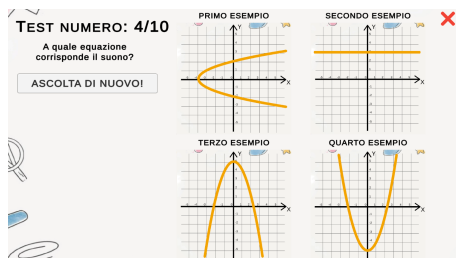 TEST NUMERO: 4/10
A quale equazione
corrisponde il suono?
ASCOLTA DI NUOVO!
PRIMO ESEMPIO
Y
X
SECONDO ESEMPIO
Y
X
TERZO ESEMPIO
Y
X
QUARTO ESEMPIO
Y
X